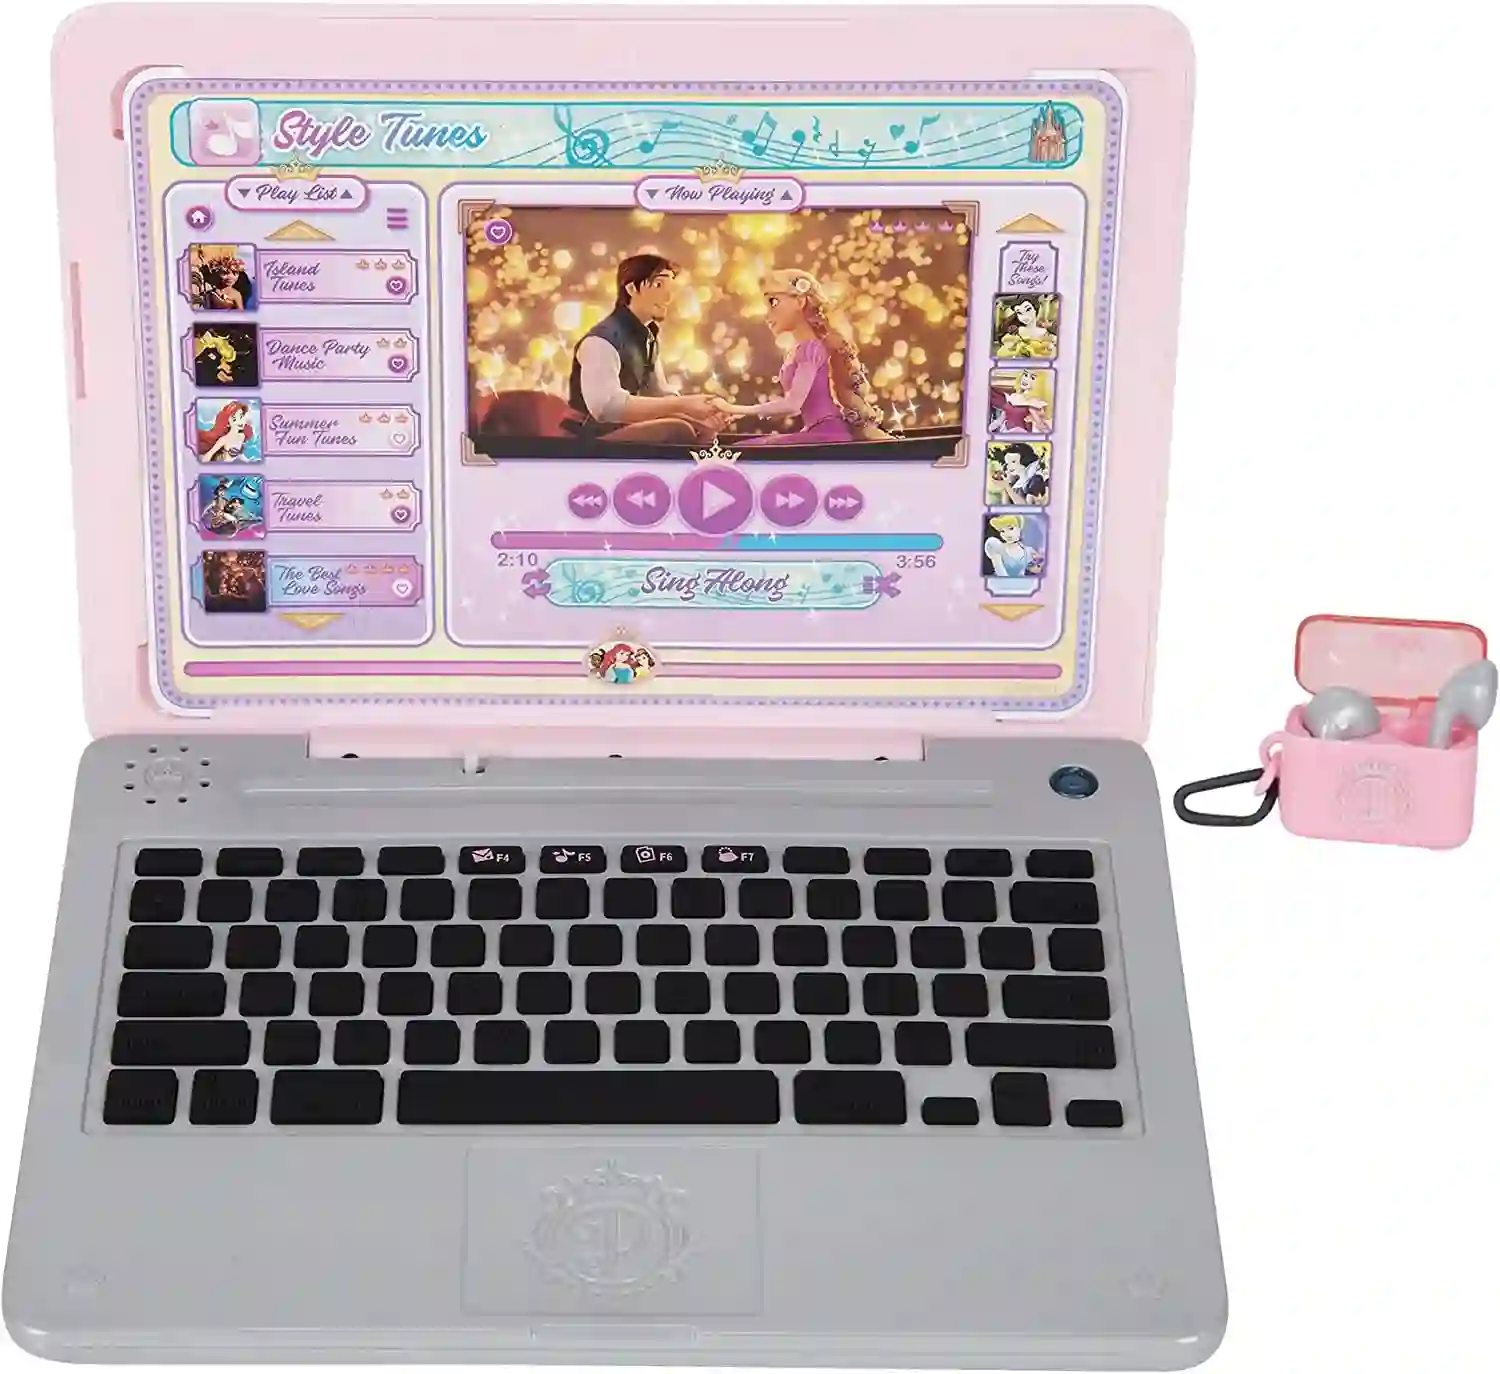 Style Tunes
Play List
Now Playing
Island
Tunes
Dance Party
Music
Summer
Fun Tunes
Travel
Tunes
The Best
Love Songs
Try
These
Songs!
2:10
3:56
Sing Along
F4
F5
F6
F7